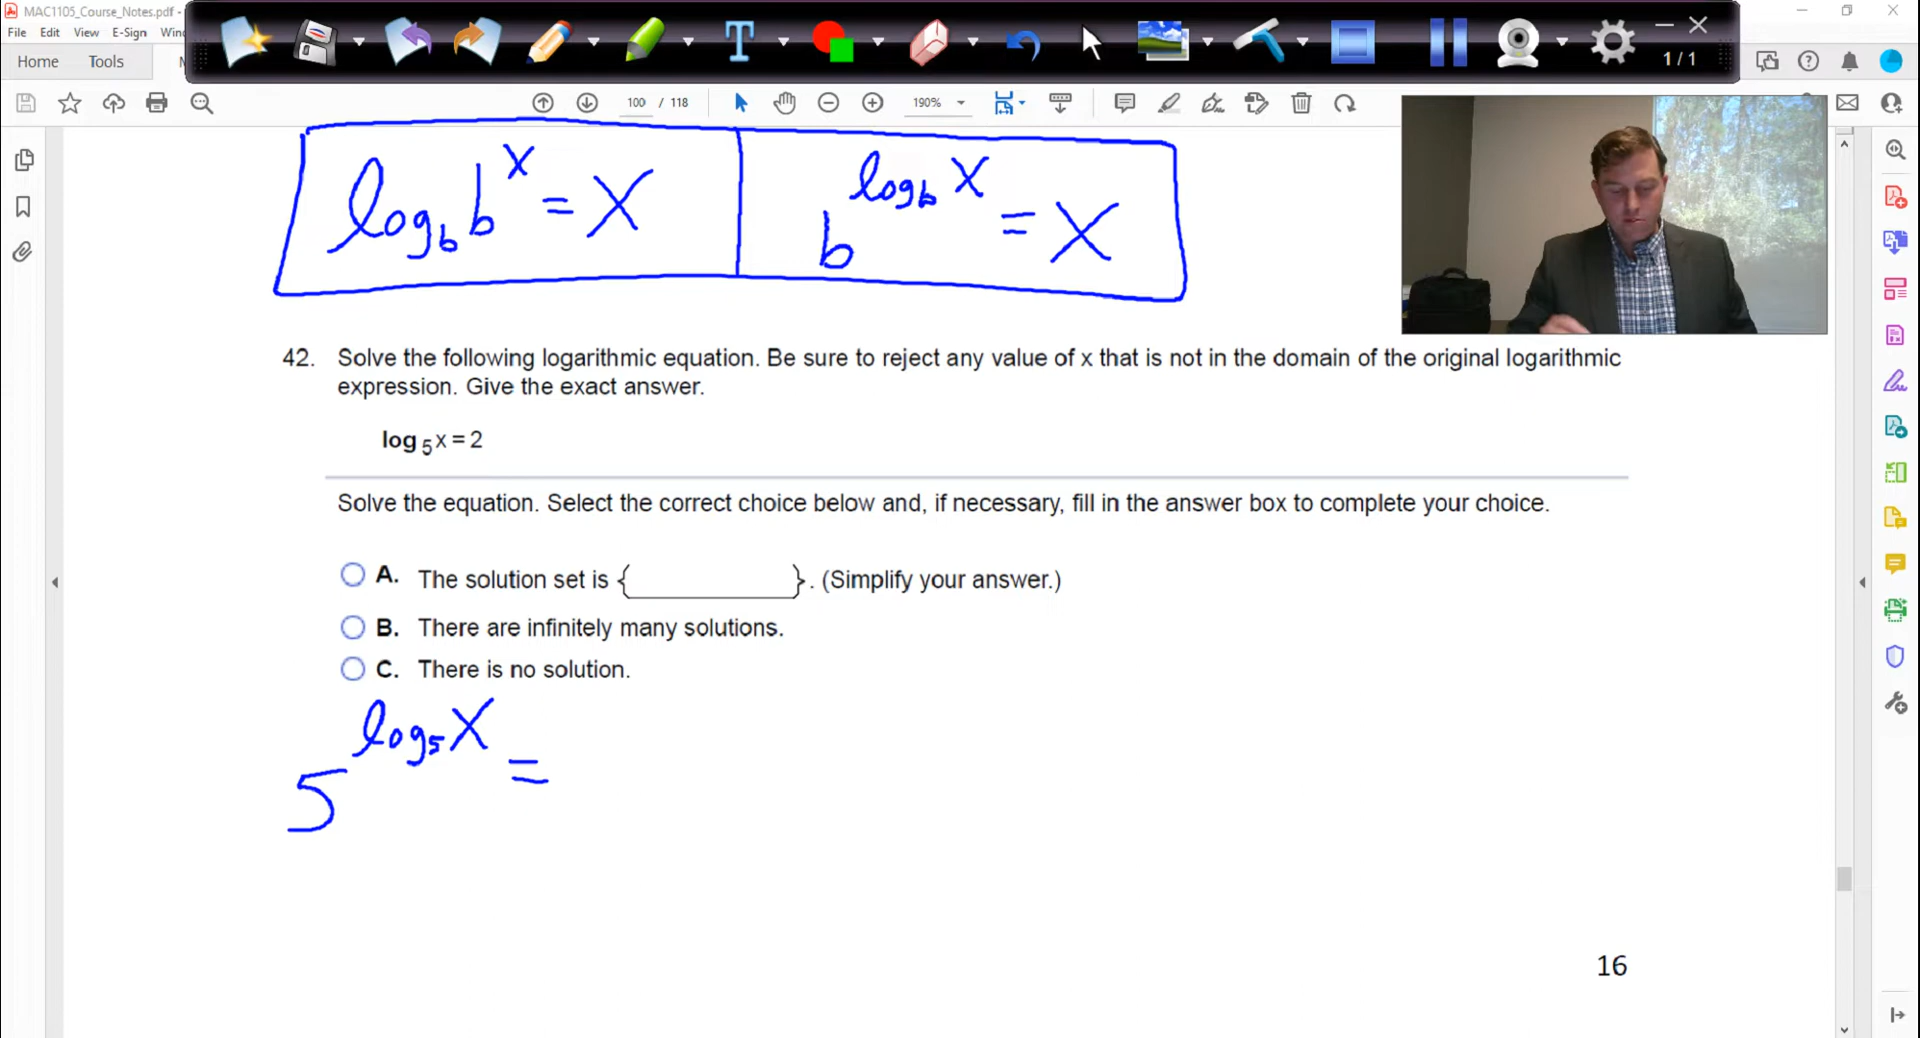 MAC1105_Course_Notes.pdf -
File Edit View E-Sign
Home Tools
1 / 1
100 / 118 190%
log_b b^x = x
b^(log_b x) = x
42. Solve the following logarithmic equation. Be sure to reject any value of x that is not in the domain of the original logarithmic
expression. Give the exact answer.
log ₅x = 2
Solve the equation. Select the correct choice below and, if necessary, fill in the answer box to complete your choice.
A. The solution set is { }. (Simplify your answer.)
B. There are infinitely many solutions.
C. There is no solution.
5^(log₅ x) =
16